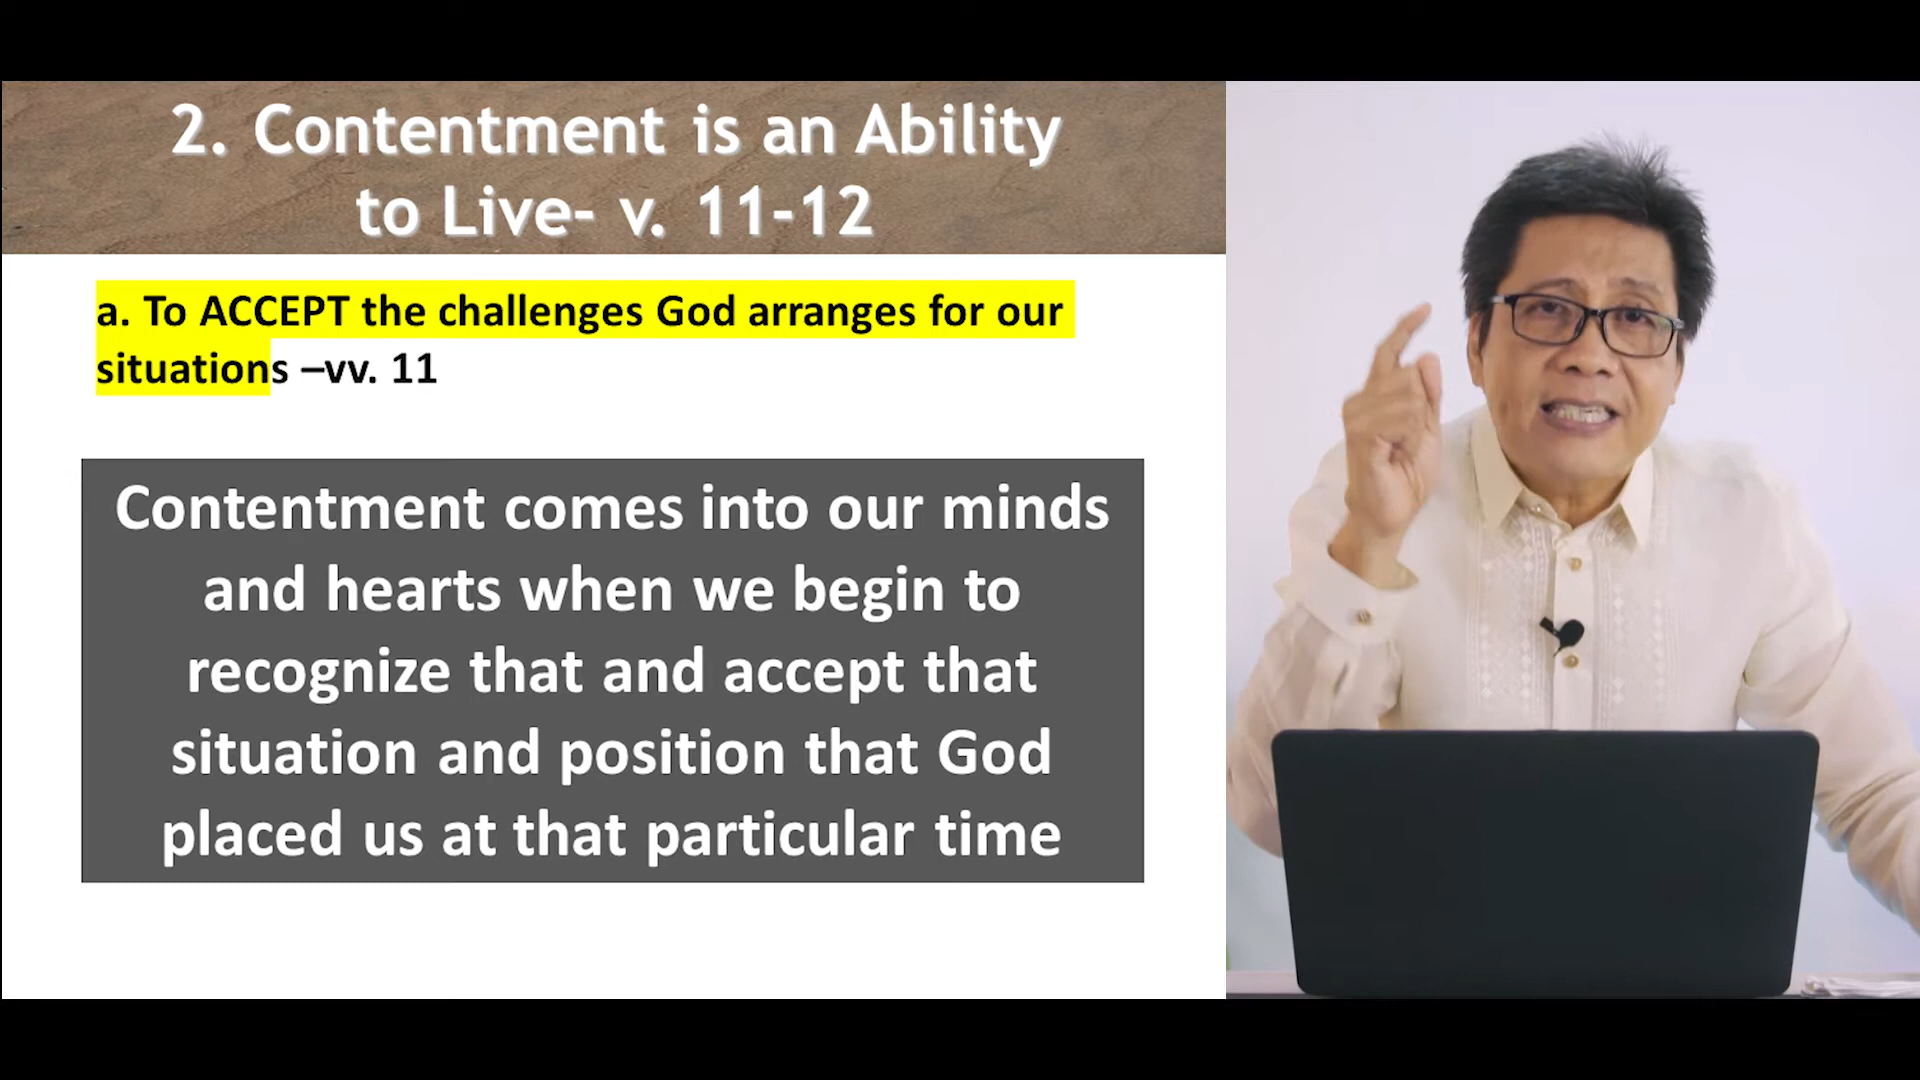 2. Contentment is an Ability
to Live- v. 11-12
a. To ACCEPT the challenges God arranges for our
situations –vv. 11
Contentment comes into our minds
and hearts when we begin to
recognize that and accept that
situation and position that God
placed us at that particular time